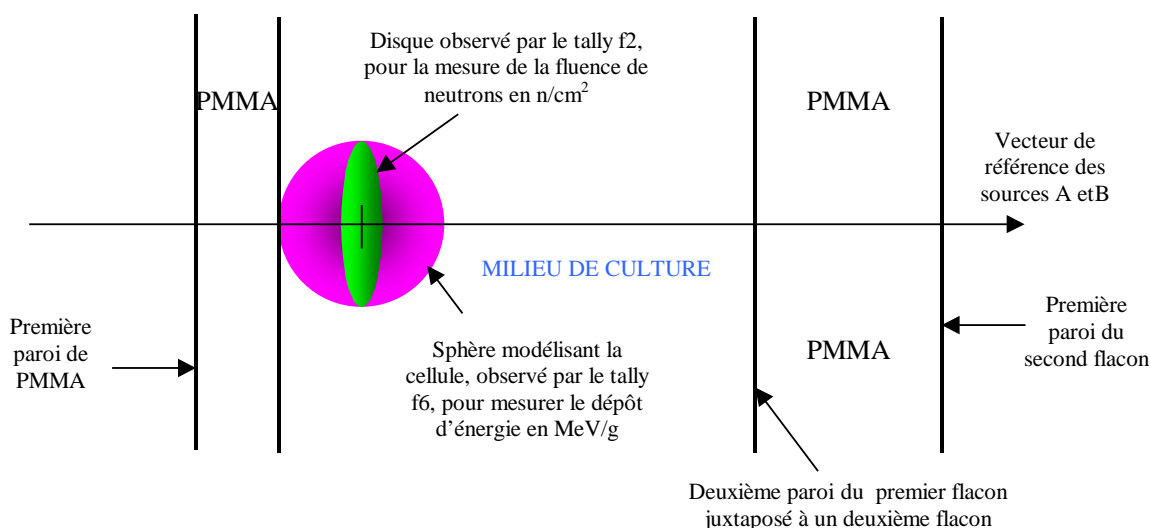 Disque observé par le tally f2,
pour la mesure de la fluence de
neutrons en n/cm²
PMMA
PMMA
Vecteur de
référence des
sources A etB
MILIEU DE CULTURE
Première
paroi de
PMMA
Sphère modélisant la
cellule, observé par le tally
f6, pour mesurer le dépôt
d'énergie en MeV/g
PMMA
Première
paroi du
second flacon
Deuxième paroi du premier flacon
juxtaposé à un deuxième flacon